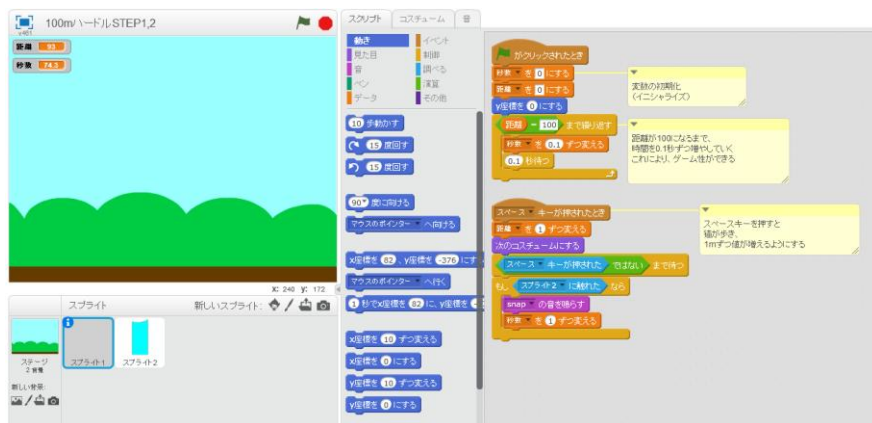 100mハードルSTEP1,2
v461
距離 93
秒数 74.3
X: 240 y: 172
スプライト
新しいスプライト:
ステージ
2 背景
新しい背景:
スプライト1
スプライト2
スクリプト
コスチューム
音
動き
イベント
見た目
制御
音
調べる
ペン
演算
データ
その他
10 歩動かす
15 度回す
15 度回す
90 度に向ける
マウスのポインター へ向ける
x座標を 82 、y座標を -376 にす
マウスのポインター へ行く
1 秒でx座標を 82 に、y座標を
x座標を 10 ずつ変える
x座標を 0 にする
y座標を 10 ずつ変える
y座標を 0 にする
がクリックされたとき
秒数 を 0 にする
距離 を 0 にする
y座標を 0 にする
距離 = 100 まで繰り返す
秒数 を 0.1 ずつ変える
0.1 秒待つ
変数の初期化
(イニシャライズ)
距離が100になるまで、
時間を0.1秒ずつ増やしていく
これにより、ゲーム性ができる
スペース キーが押されたとき
距離 を 1 ずつ変える
次のコスチュームにする
スペース キーが押された ではない まで待つ
もし スプライト2 に触れた なら
snap の音を鳴らす
秒数 を 1 ずつ変える
スペースキーを押すと
猫が歩き、
1mずつ値が増えるようにする